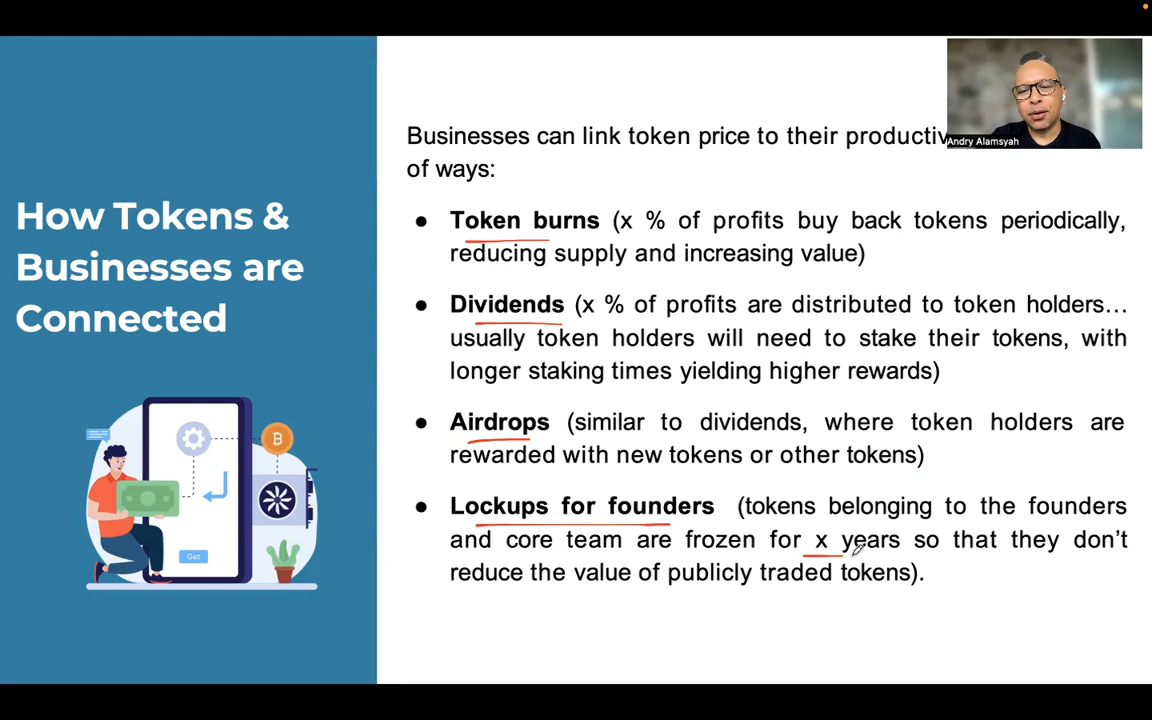 How Tokens &
Businesses are
Connected
Get
Businesses can link token price to their
of ways:
● Token burns (x % of profits buy back tokens periodically,
reducing supply and increasing value)
● Dividends (x % of profits are distributed to token holders…
usually token holders will need to stake their tokens, with
longer staking times yielding higher rewards)
● Airdrops (similar to dividends, where token holders are
rewarded with new tokens or other tokens)
● Lockups for founders (tokens belonging to the founders
and core team are frozen for x years so that they don’t
reduce the value of publicly traded tokens).
Andry Alamsyah